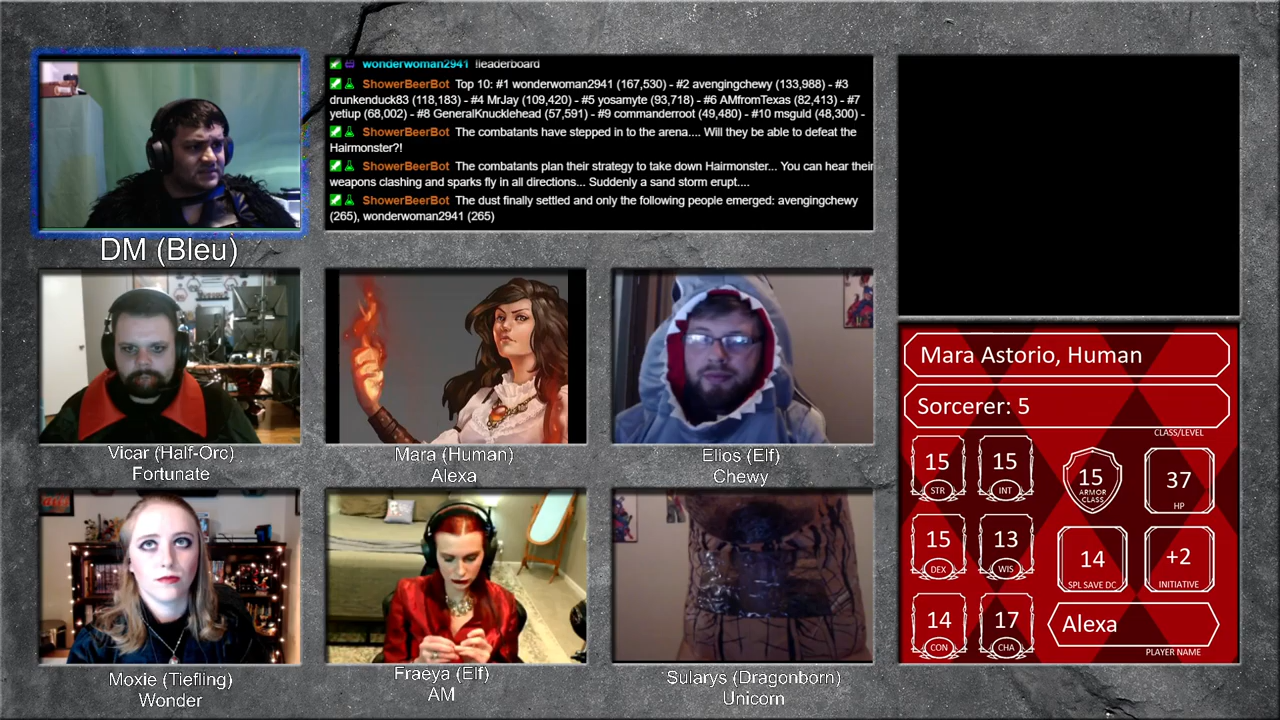 wonderwoman2941 !leaderboard
ShowerBeerBot Top 10: #1 wonderwoman2941 (167,530) - #2 avengingchewy (133,988) - #3
drunkenduck83 (118,183) - #4 MrJay (109,420) - #5 yosamyte (93,718) - #6 AMfromTexas (82,413) - #7
yetiup (68,002) - #8 GeneralKnucklehead (57,591) - #9 commanderroot (49,480) - #10 msguld (48,300) -
ShowerBeerBot The combatants have stepped in to the arena.... Will they be able to defeat the
Hairmonster?!
ShowerBeerBot The combatants plan their strategy to take down Hairmonster... You can hear their
weapons clashing and sparks fly in all directions... Suddenly a sand storm erupt....
ShowerBeerBot The dust finally settled and only the following people emerged: avengingchewy
(265), wonderwoman2941 (265)
DM (Bleu)
Vicar (Half-Orc)
Fortunate
Mara (Human)
Alexa
Elios (Elf)
Chewy
Moxie (Tiefling)
Wonder
Fraeya (Elf)
AM
Sularys (Dragonborn)
Unicorn
Mara Astorio, Human
Sorcerer: 5
CLASS/LEVEL
15
STR
15
INT
15
ARMOR
CLASS
37
HP
15
DEX
13
WIS
14
SPL SAVE DC
+2
INITIATIVE
14
CON
17
CHA
Alexa
PLAYER NAME